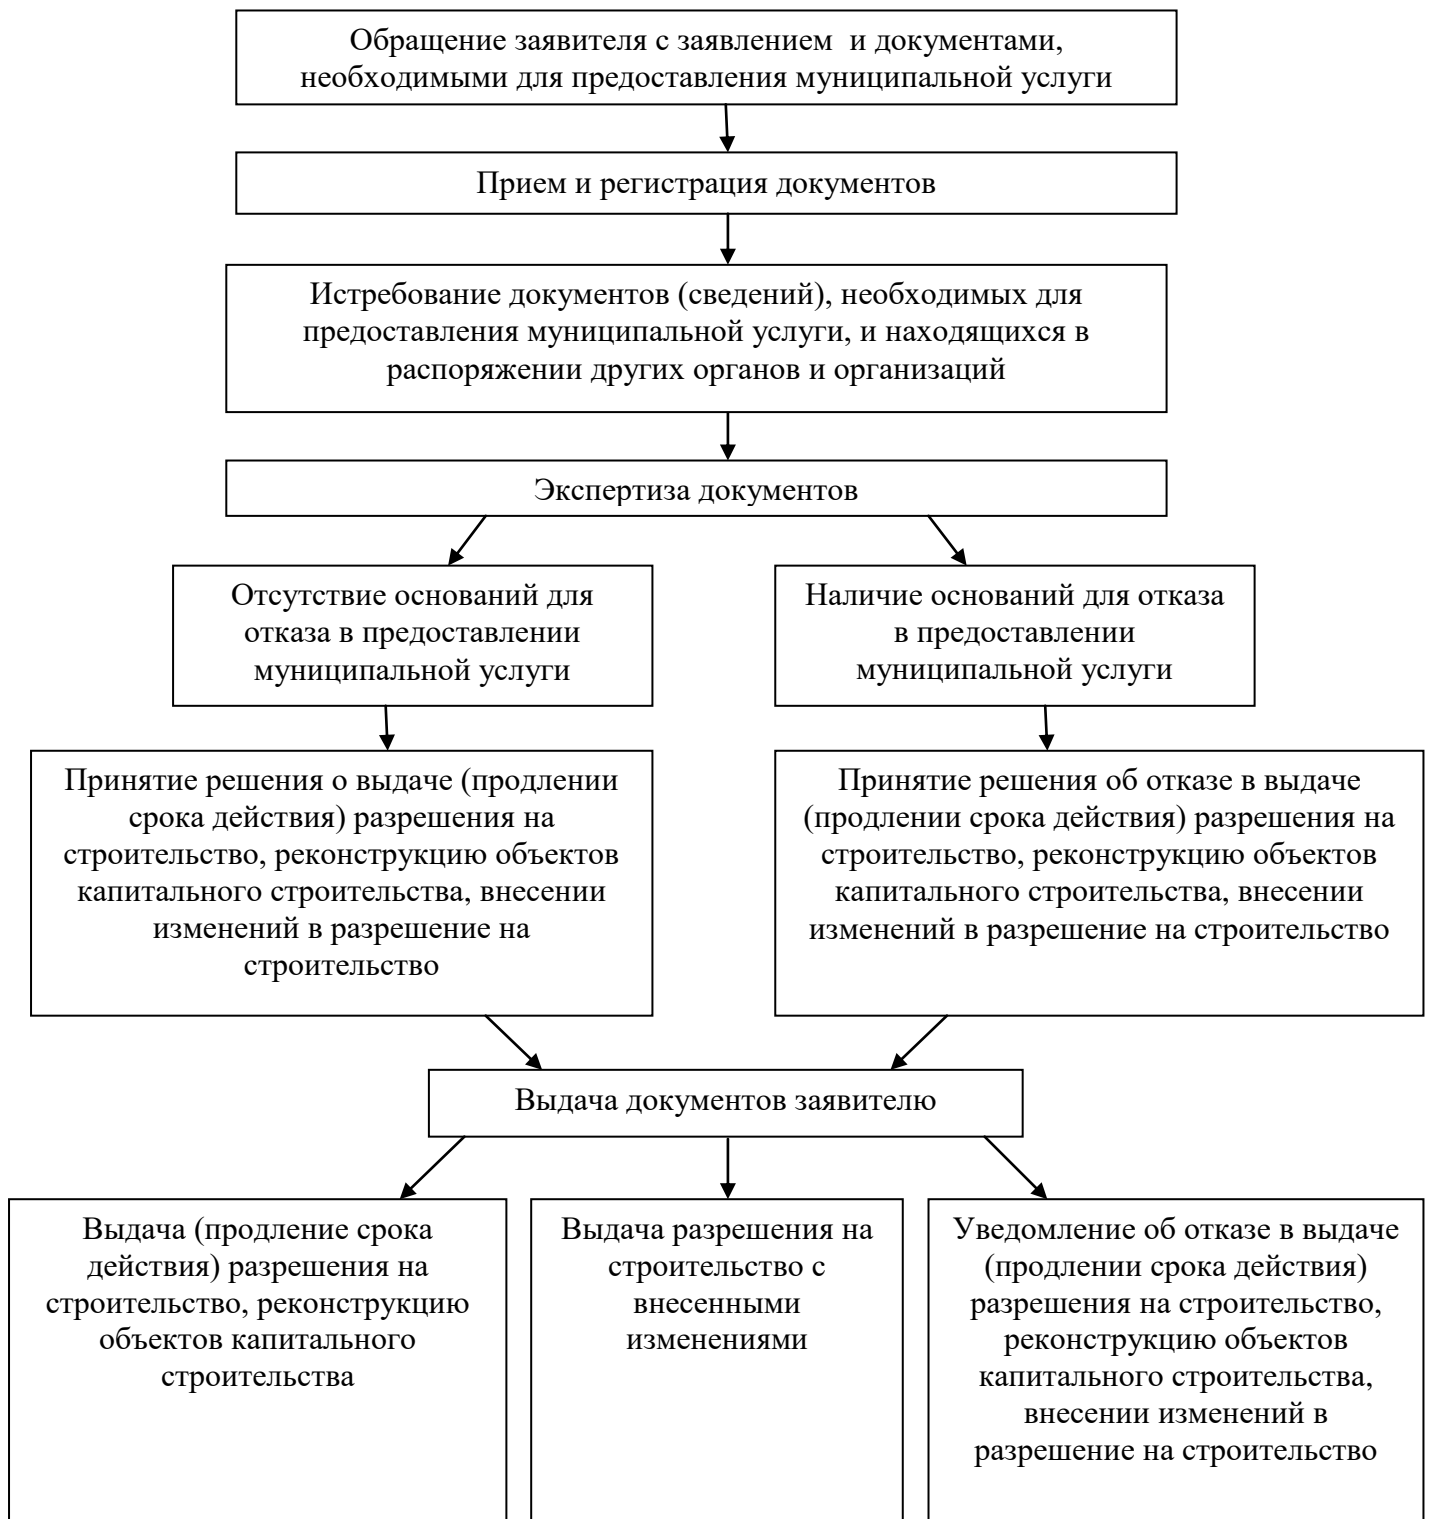 Обращение заявителя с заявлением  и документами,
необходимыми для предоставления муниципальной услуги
Прием и регистрация документов
Истребование документов (сведений), необходимых для
предоставления муниципальной услуги, и находящихся в
распоряжении других органов и организаций
Экспертиза документов
Отсутствие оснований для
отказа в предоставлении
муниципальной услуги
Наличие оснований для отказа
в предоставлении
муниципальной услуги
Принятие решения о выдаче (продлении
срока действия) разрешения на
строительство, реконструкцию объектов
капитального строительства, внесении
изменений в разрешение на
строительство
Принятие решения об отказе в выдаче
(продлении срока действия) разрешения на
строительство, реконструкцию объектов
капитального строительства, внесении
изменений в разрешение на строительство
Выдача документов заявителю
Выдача (продление срока
действия) разрешения на
строительство, реконструкцию
объектов капитального
строительства
Выдача разрешения на
строительство с
внесенными
изменениями
Уведомление об отказе в выдаче
(продлении срока действия)
разрешения на строительство,
реконструкцию объектов
капитального строительства,
внесении изменений в
разрешение на строительство